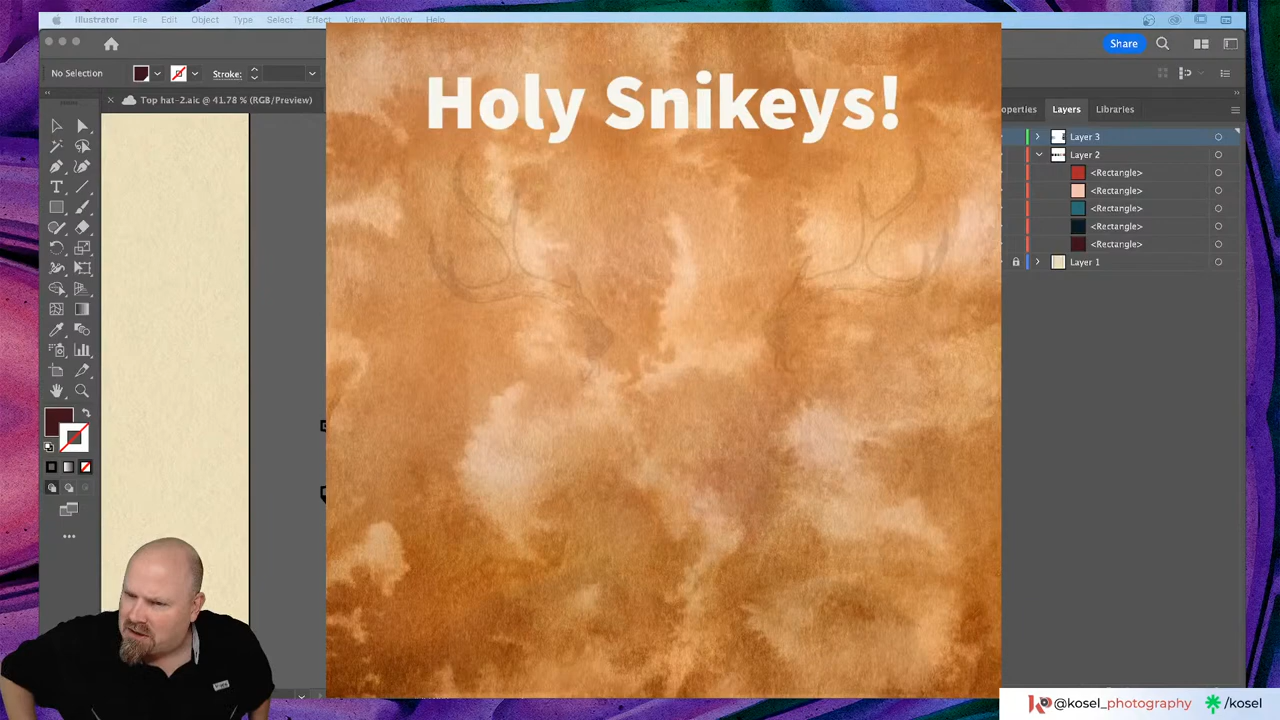 Illustrator File Edit Object Type Select Effect View Window Help
Share
No Selection Stroke:
Top hat-2.aic @ 41.78 % (RGB/Preview)
Holy Snikeys!
operties Layers Libraries
Layer 3
Layer 2
<Rectangle>
<Rectangle>
<Rectangle>
<Rectangle>
<Rectangle>
Layer 1
@kosel_photography /kosel